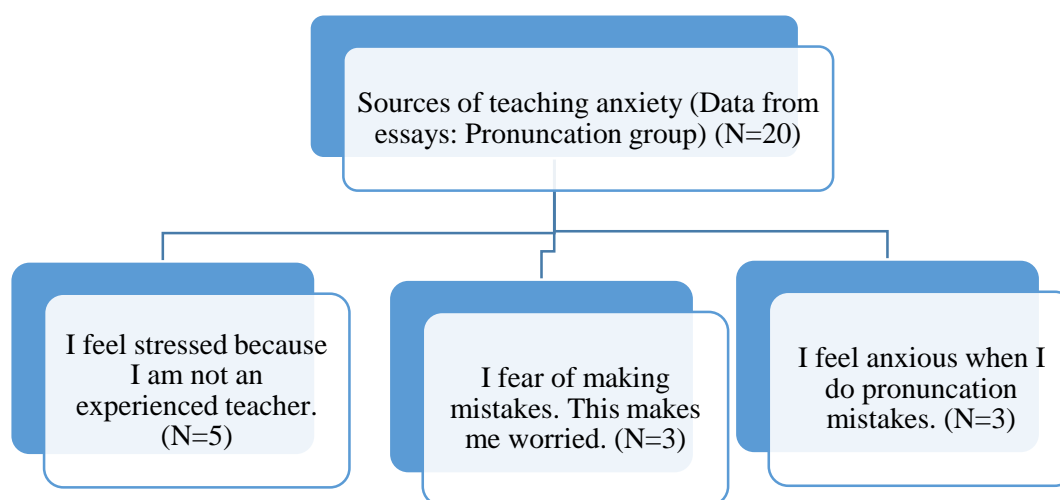 Sources of teaching anxiety (Data from
essays: Pronuncation group) (N=20)
I feel stressed because
I am not an
experienced teacher.
(N=5)
I fear of making
mistakes. This makes
me worried. (N=3)
I feel anxious when I
do pronuncation
mistakes. (N=3)